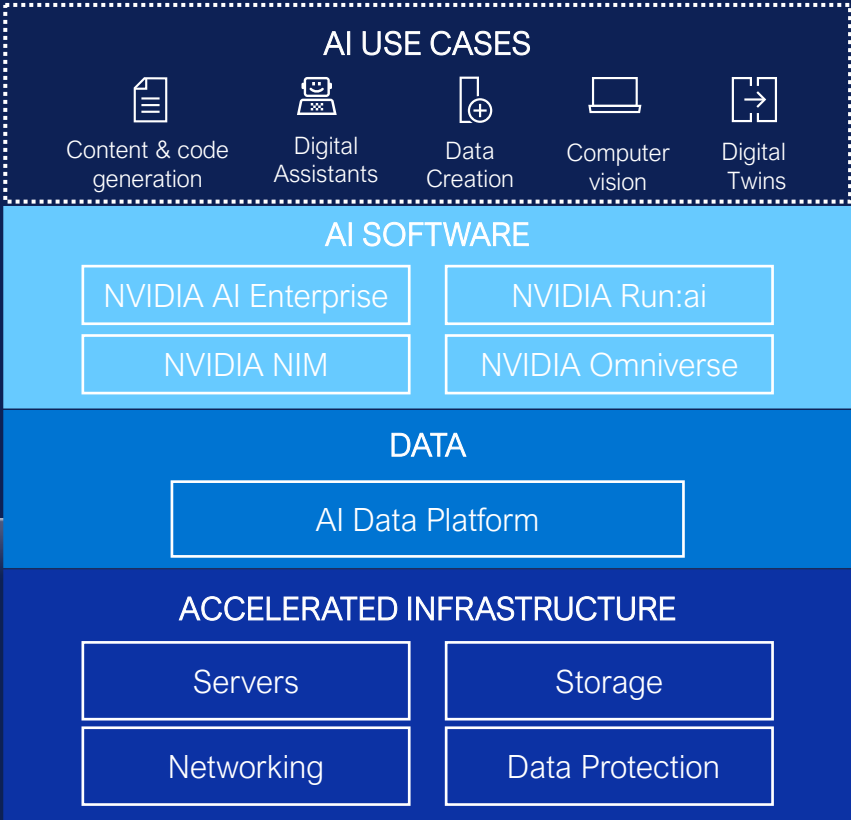 AI USE CASES
Content & code
generation
Digital
Assistants
Data
Creation
Computer
vision
Digital
Twins
AI SOFTWARE
NVIDIA AI Enterprise
NVIDIA Run:ai
NVIDIA NIM
NVIDIA Omniverse
DATA
AI Data Platform
ACCELERATED INFRASTRUCTURE
Servers
Storage
Networking
Data Protection